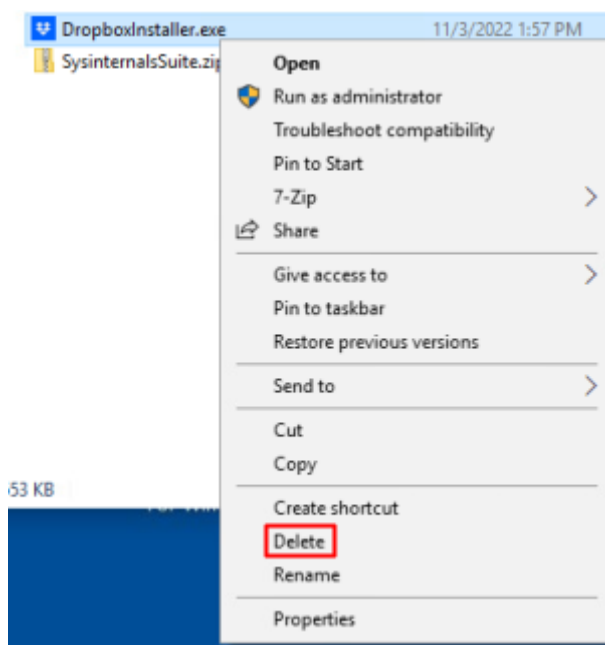 DropboxInstaller.exe 11/3/2022 1:57 PM
SysinternalsSuite.zip
Open
Run as administrator
Troubleshoot compatibility
Pin to Start
7-Zip
Share
Give access to
Pin to taskbar
Restore previous versions
Send to
Cut
Copy
53 KB
Create shortcut
Delete
Rename
Properties